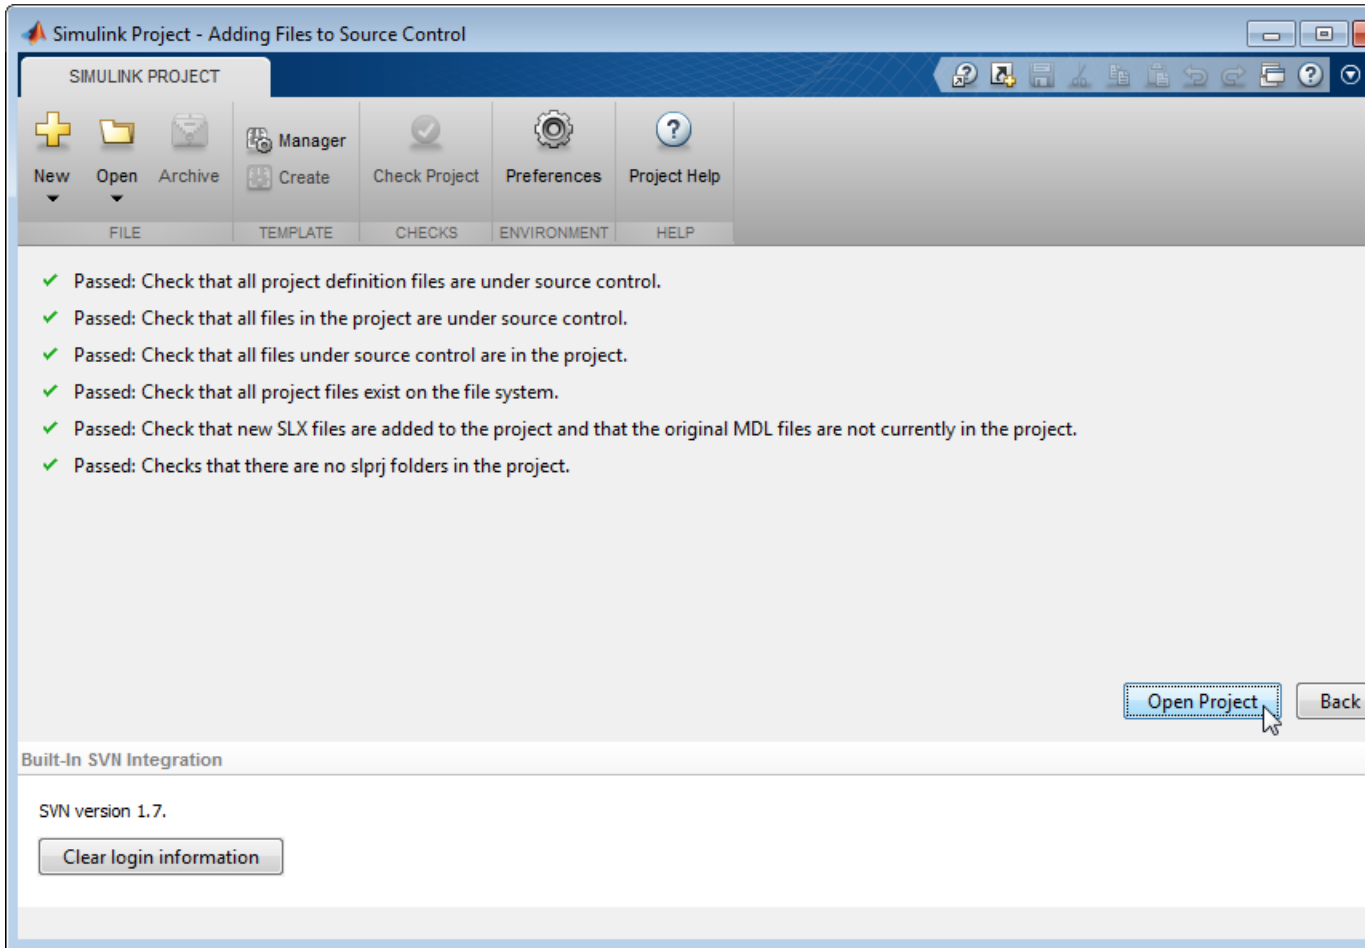 Simulink Project - Adding Files to Source Control
SIMULINK PROJECT
New
Open
Archive
Manager
Create
Check Project
Preferences
Project Help
FILE
TEMPLATE
CHECKS
ENVIRONMENT
HELP
Passed: Check that all project definition files are under source control.
Passed: Check that all files in the project are under source control.
Passed: Check that all files under source control are in the project.
Passed: Check that all project files exist on the file system.
Passed: Check that new SLX files are added to the project and that the original MDL files are not currently in the project.
Passed: Checks that there are no slprj folders in the project.
Open Project
Back
Built-In SVN Integration
SVN version 1.7.
Clear login information